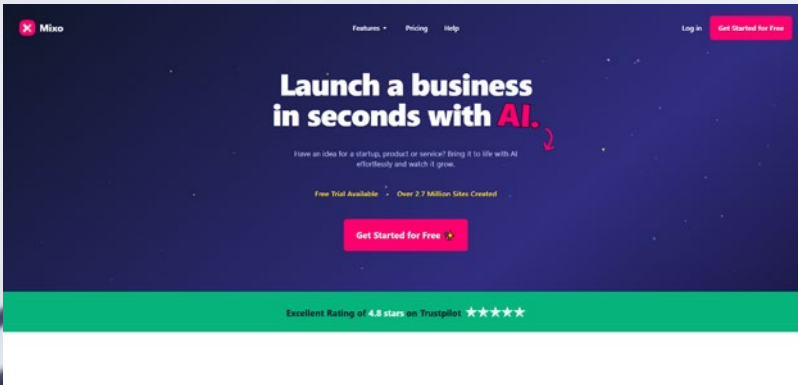 Mixo
Features Pricing Help
Log in
Get Started for Free
Launch a business
in seconds with AI.
Have an idea for a startup, product or service? Bring it to life with AI
effortlessly and watch it grow.
Free Trial Available • Over 2.7 Million Sites Created
Get Started for Free
Excellent Rating of 4.8 stars on Trustpilot